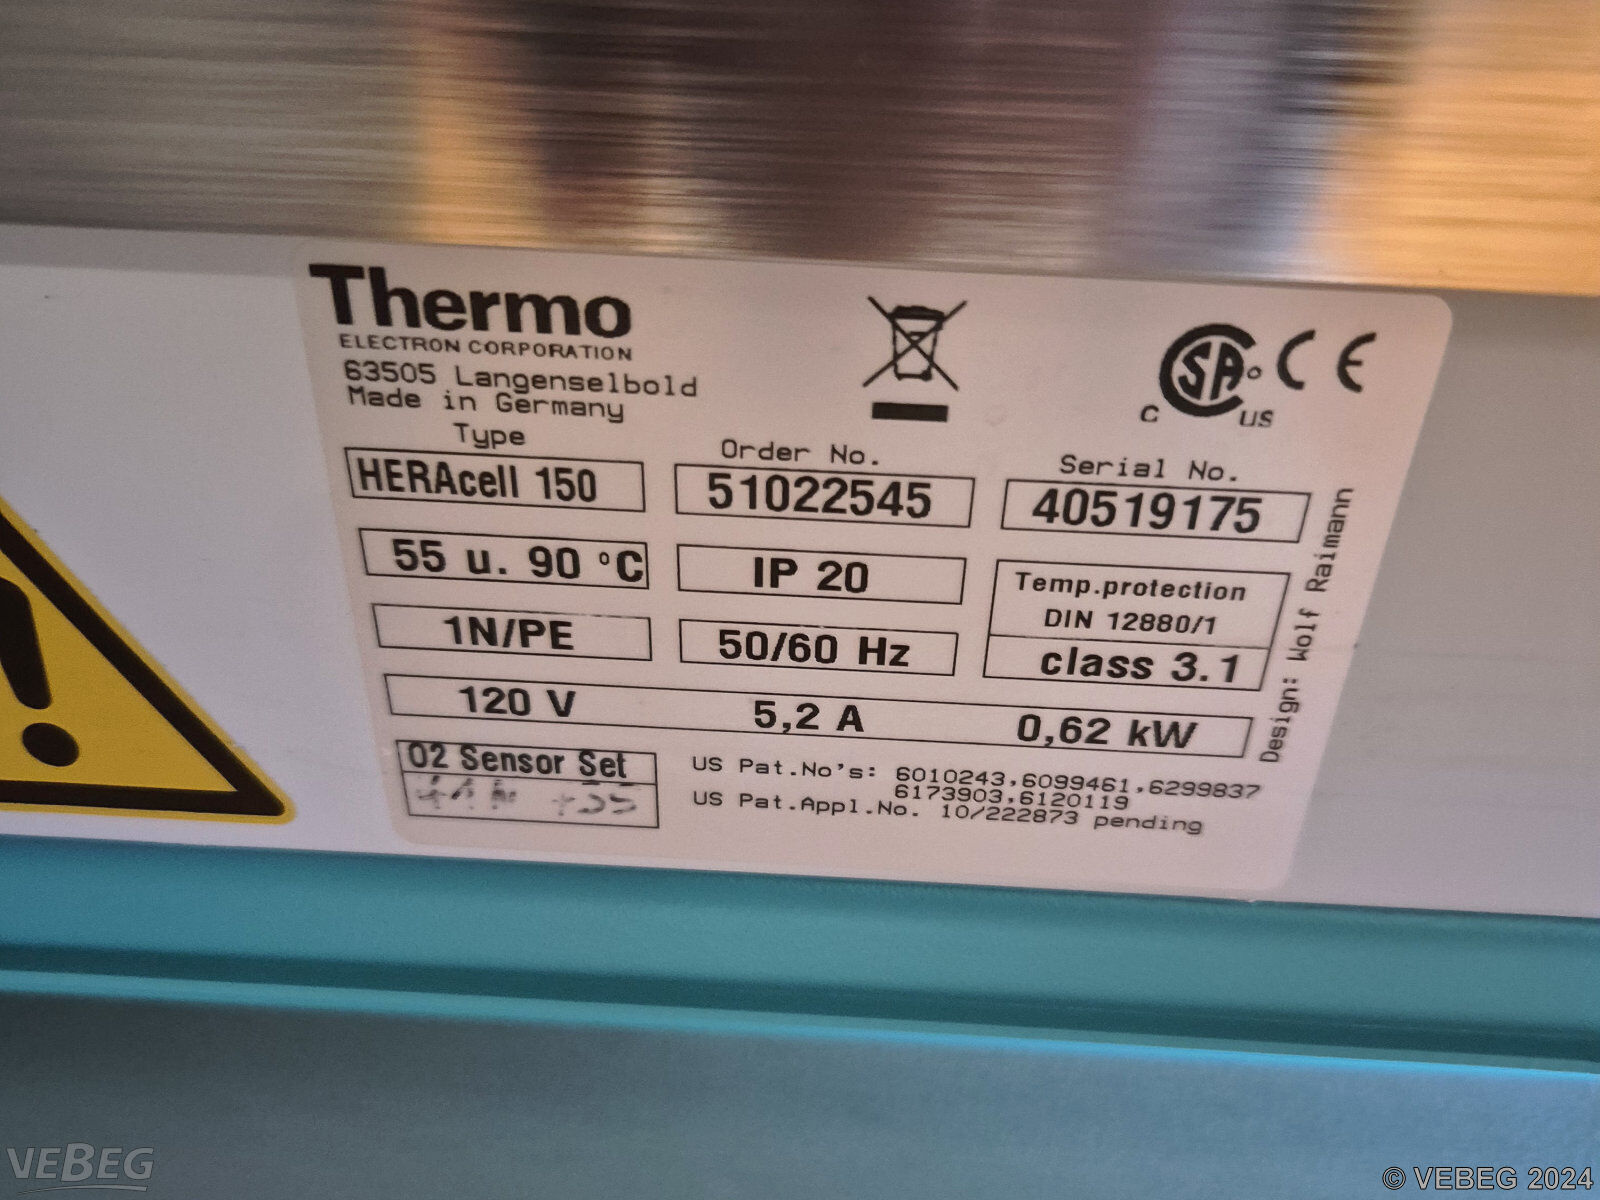 Thermo
ELECTRON CORPORATION
63505 Langenselbold
Made in Germany
Type
HERAcell 150
Order No.
51022545
Serial No.
40519175
55 u. 90 °C
IP 20
Temp.protection
DIN 12880/1
class 3.1
1N/PE
50/60 Hz
120 V 5,2 A 0,62 kW
O2 Sensor Set
US Pat.No's: 6010243,6099461,6299837
6173903,6120119
US Pat.Appl.No. 10/222873 pending
Design: Wolf Raimann
CSA
C US
CE
VEBEG
© VEBEG 2024